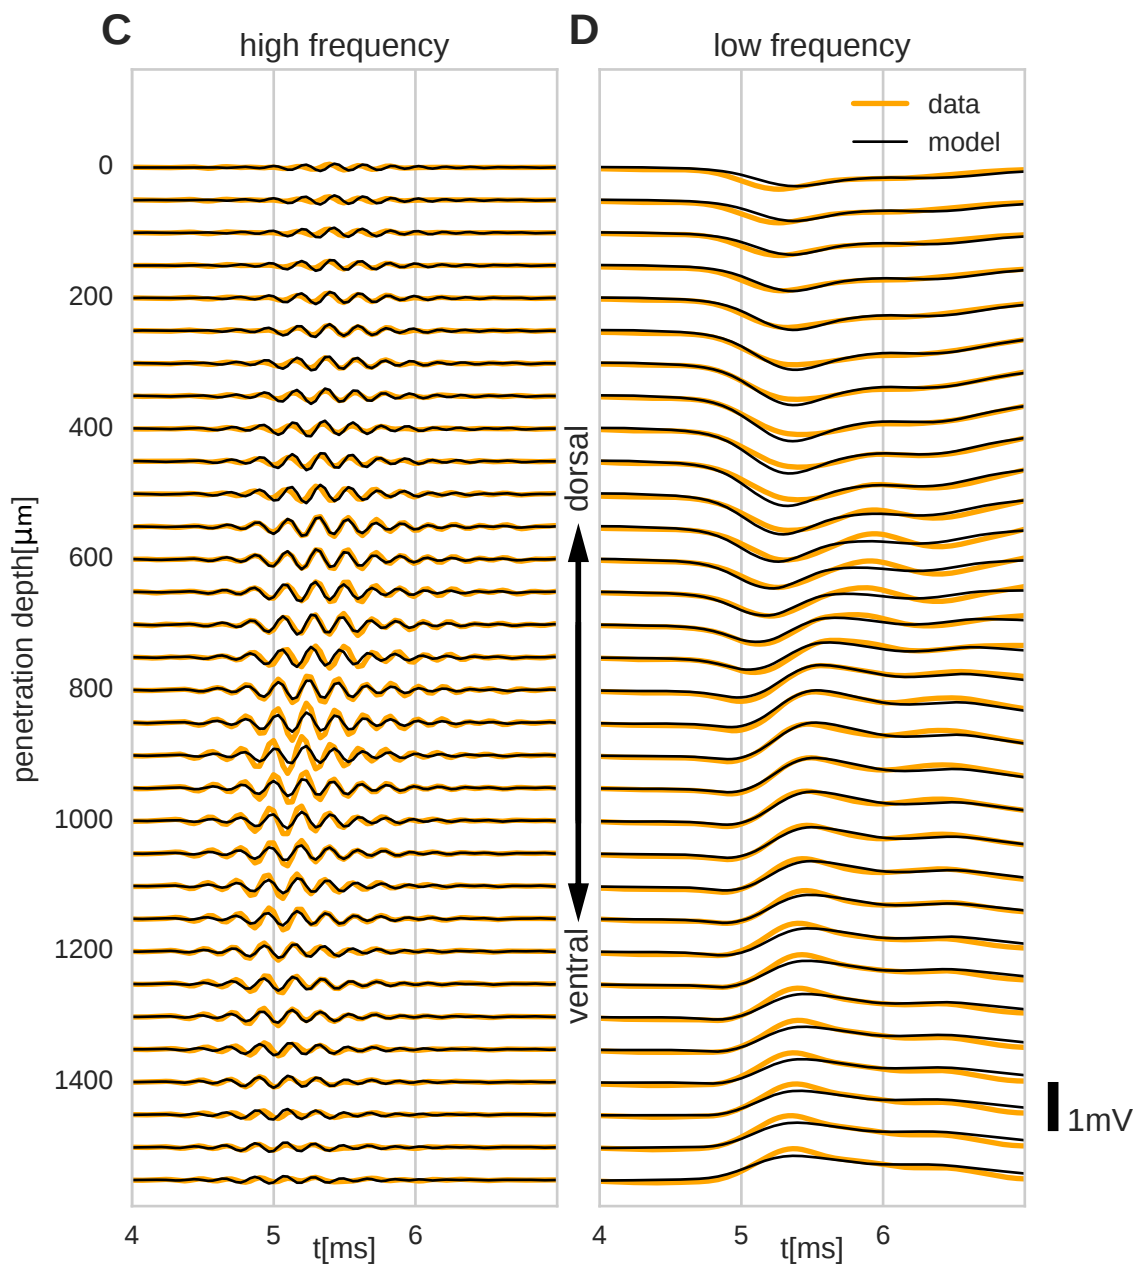 C
high frequency
D
low frequency
data
model
0
200
400
600
800
1000
1200
1400
penetration depth[µm]
dorsal
ventral
1mV
4 5 6
t[ms]
4 5 6
t[ms]